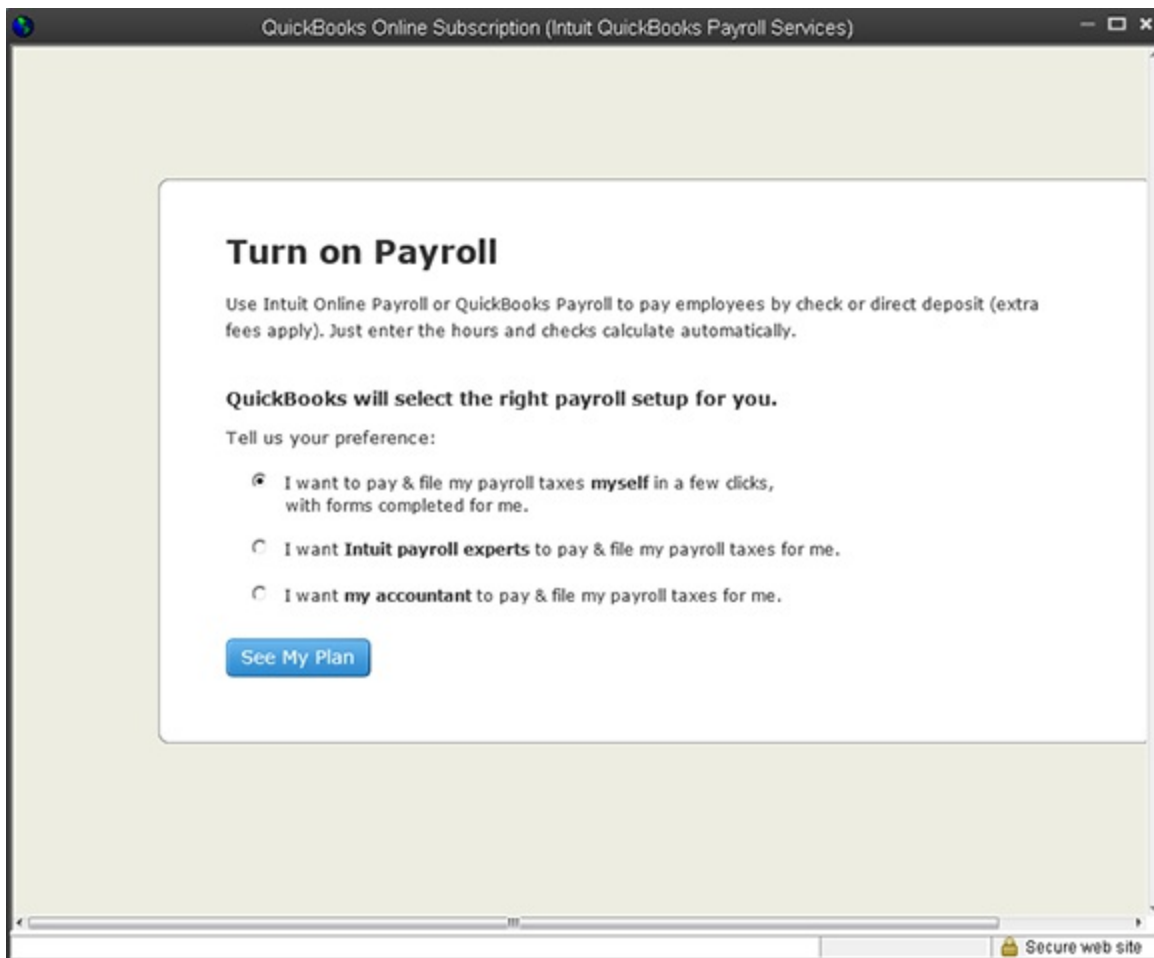 QuickBooks Online Subscription (Intuit QuickBooks Payroll Services)
Turn on Payroll
Use Intuit Online Payroll or QuickBooks Payroll to pay employees by check or direct deposit (extra
fees apply). Just enter the hours and checks calculate automatically.
QuickBooks will select the right payroll setup for you.
Tell us your preference:
I want to pay & file my payroll taxes myself in a few clicks,
with forms completed for me.
I want Intuit payroll experts to pay & file my payroll taxes for me.
I want my accountant to pay & file my payroll taxes for me.
See My Plan
Secure web site